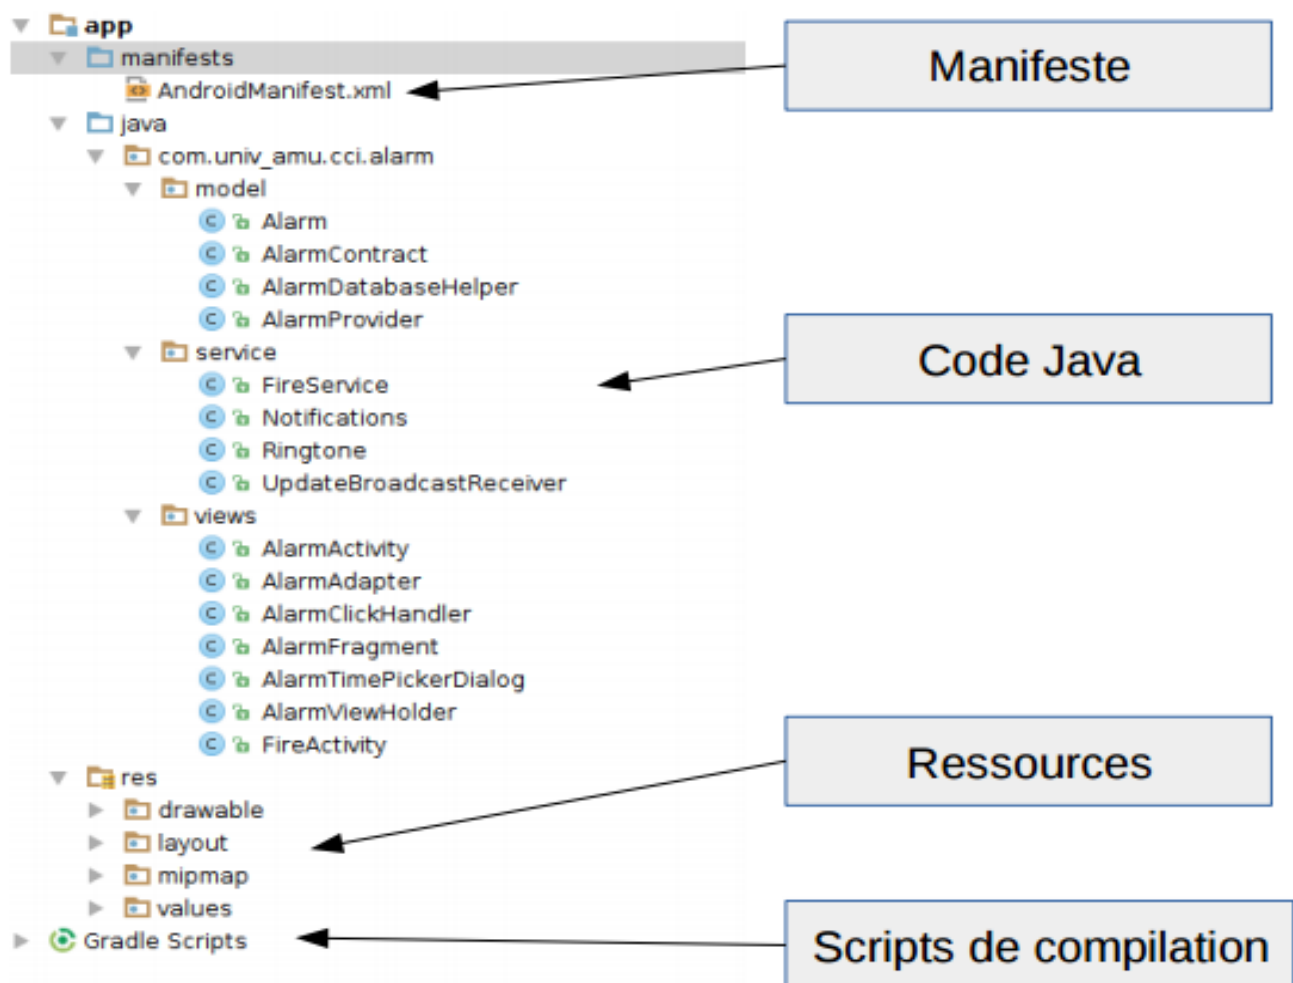 app
manifests
Manifeste
AndroidManifest.xml
java
com.univ_amu.cci.alarm
model
Alarm
AlarmContract
AlarmDatabaseHelper
AlarmProvider
service
Code Java
FireService
Notifications
Ringtone
UpdateBroadcastReceiver
views
AlarmActivity
AlarmAdapter
AlarmClickHandler
AlarmFragment
AlarmTimePickerDialog
AlarmViewHolder
FireActivity
Ressources
res
drawable
layout
mipmap
values
Gradle Scripts
Scripts de compilation